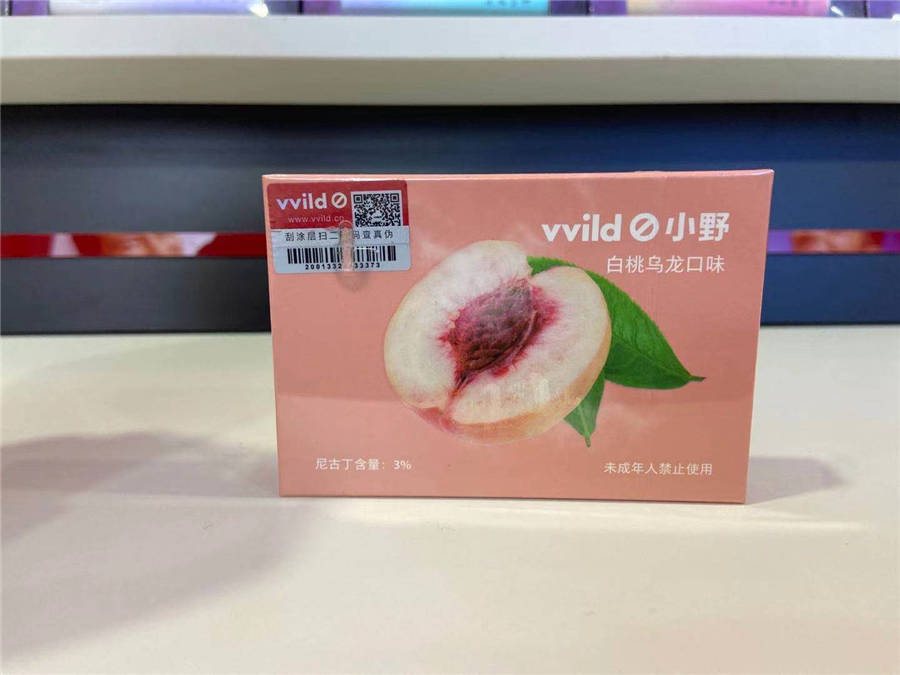 vvild
www.vvild.cn
刮涂层扫二 码查真伪
vvild 小野
白桃乌龙口味
尼古丁含量：3%
未成年人禁止使用